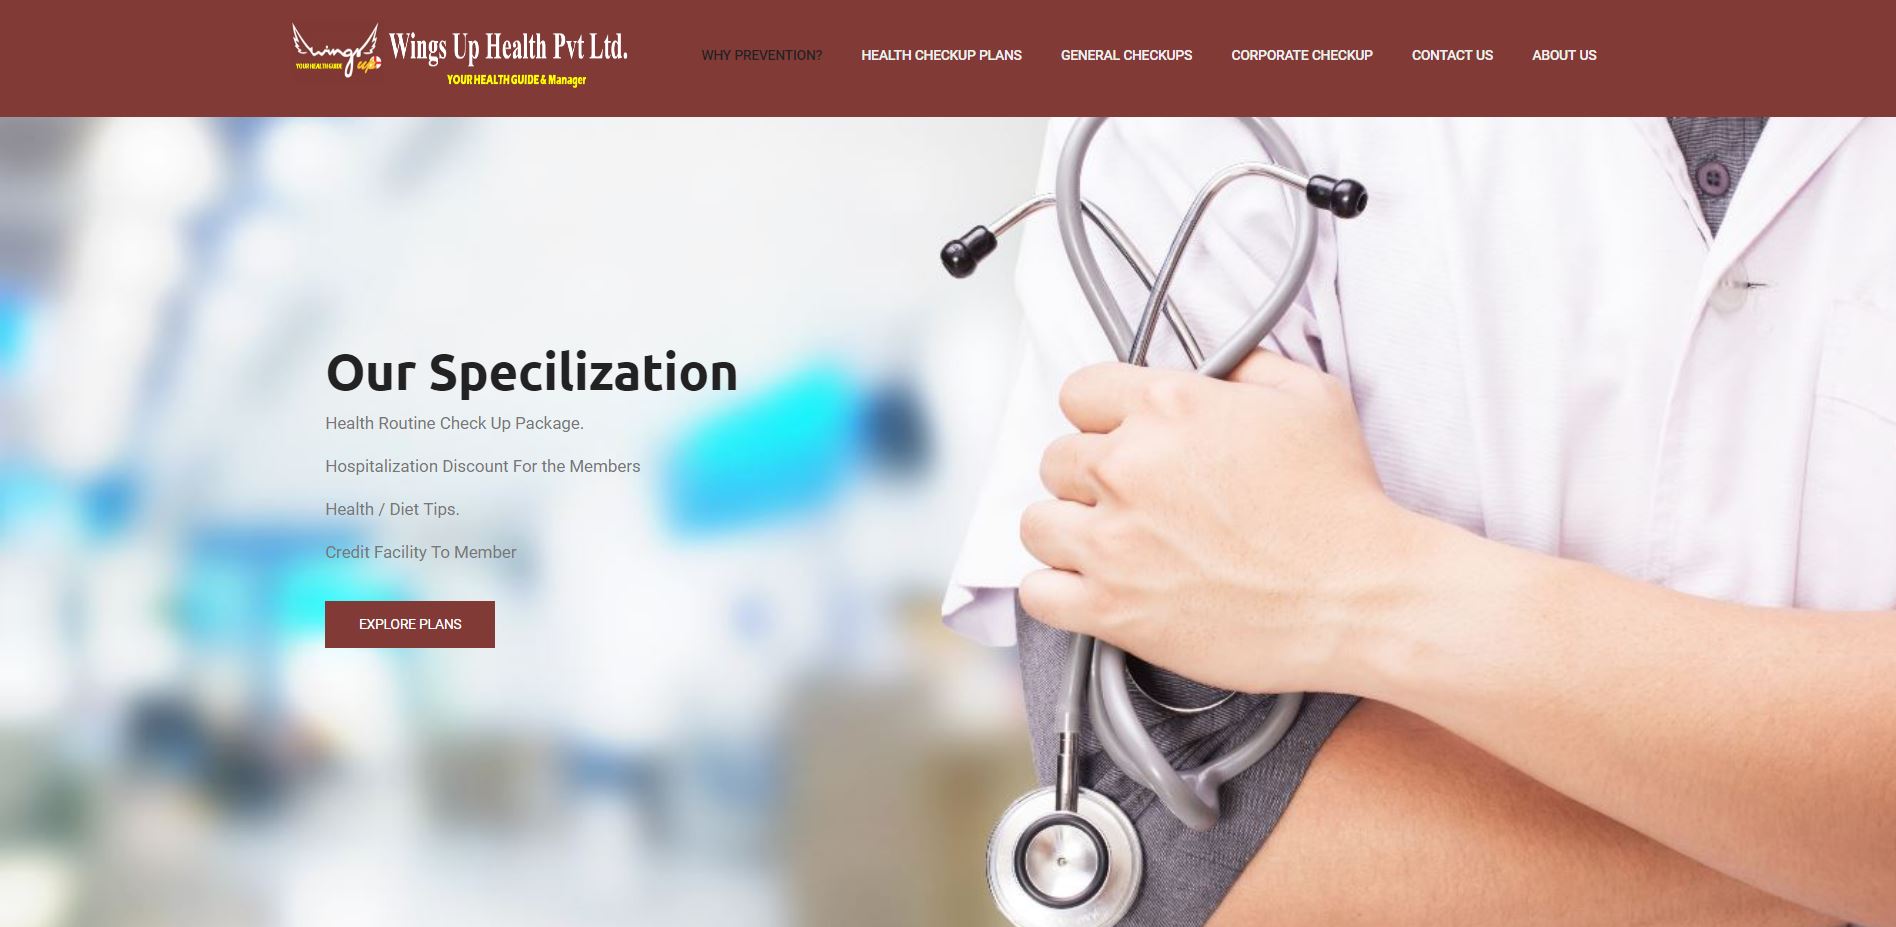 wings up
YOUR HEALTH GUIDE
Wings Up Health Pvt Ltd.
YOUR HEALTH GUIDE & Manager
WHY PREVENTION?
HEALTH CHECKUP PLANS
GENERAL CHECKUPS
CORPORATE CHECKUP
CONTACT US
ABOUT US
Our Specilization
Health Routine Check Up Package.
Hospitalization Discount For the Members
Health / Diet Tips.
Credit Facility To Member
EXPLORE PLANS